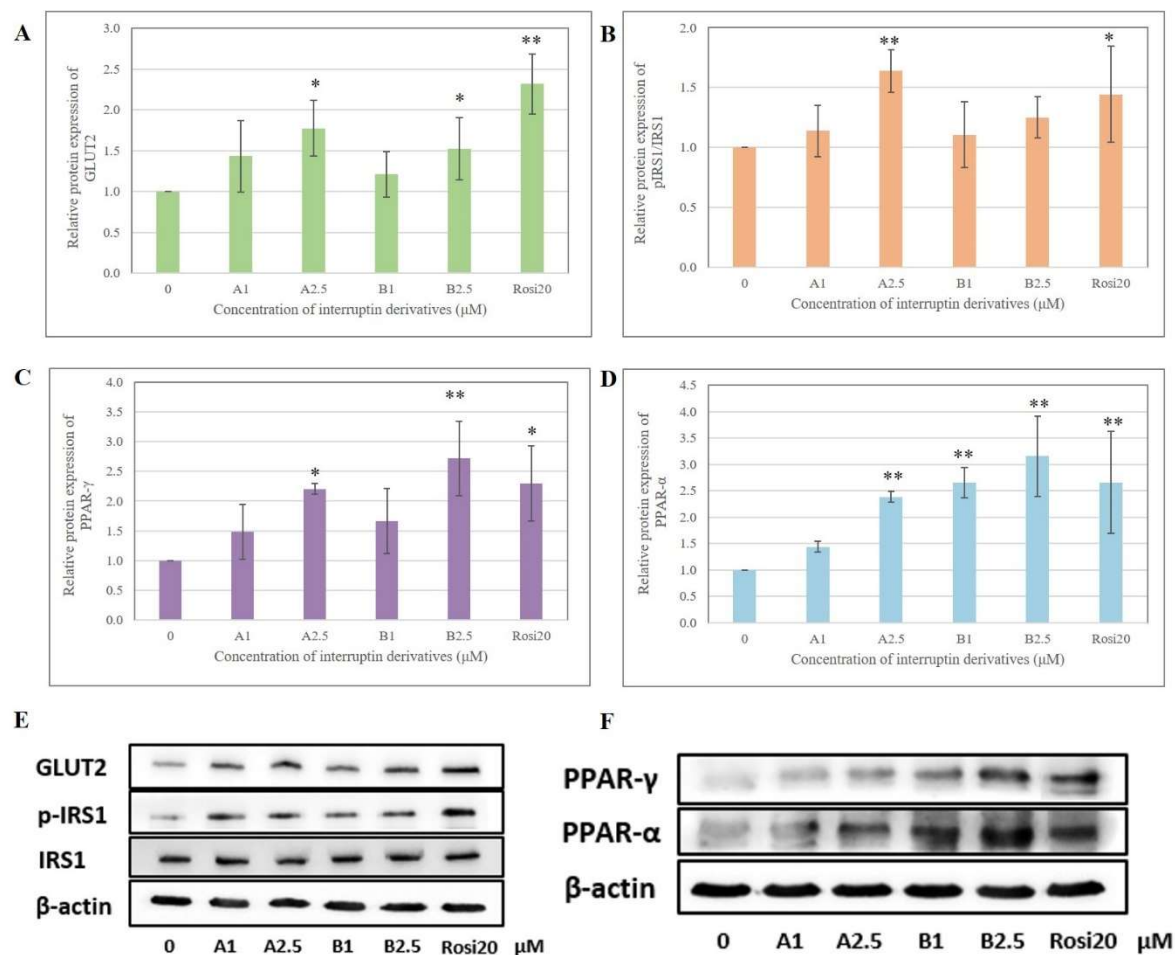 A
Relative protein expression of
GLUT2
3.0
2.5
2.0
1.5
1.0
0.5
0.0
*
*
**
0 A1 A2.5 B1 B2.5 Rosi20
Concentration of interruptin derivatives (μM)
B
Relative protein expression of
pIRS1/IRS1
2.0
1.5
1.0
0.5
0.0
**
*
0 A1 A2.5 B1 B2.5 Rosi20
Concentration of interruptin derivatives (μM)
C
Relative protein expression of
PPAR-γ
4.0
3.5
3.0
2.5
2.0
1.5
1.0
0.5
0.0
*
**
*
0 A1 A2.5 B1 B2.5 Rosi20
Concentration of interruptin derivatives (μM)
D
Relative protein expression of
PPAR-α
4.5
4.0
3.5
3.0
2.5
2.0
1.5
1.0
0.5
0.0
**
**
**
**
0 A1 A2.5 B1 B2.5 Rosi20
Concentration of interruptin derivatives (μM)
E
GLUT2
p-IRS1
IRS1
β-actin
0 A1 A2.5 B1 B2.5 Rosi20 μM
F
PPAR-γ
PPAR-α
β-actin
0 A1 A2.5 B1 B2.5 Rosi20 μM